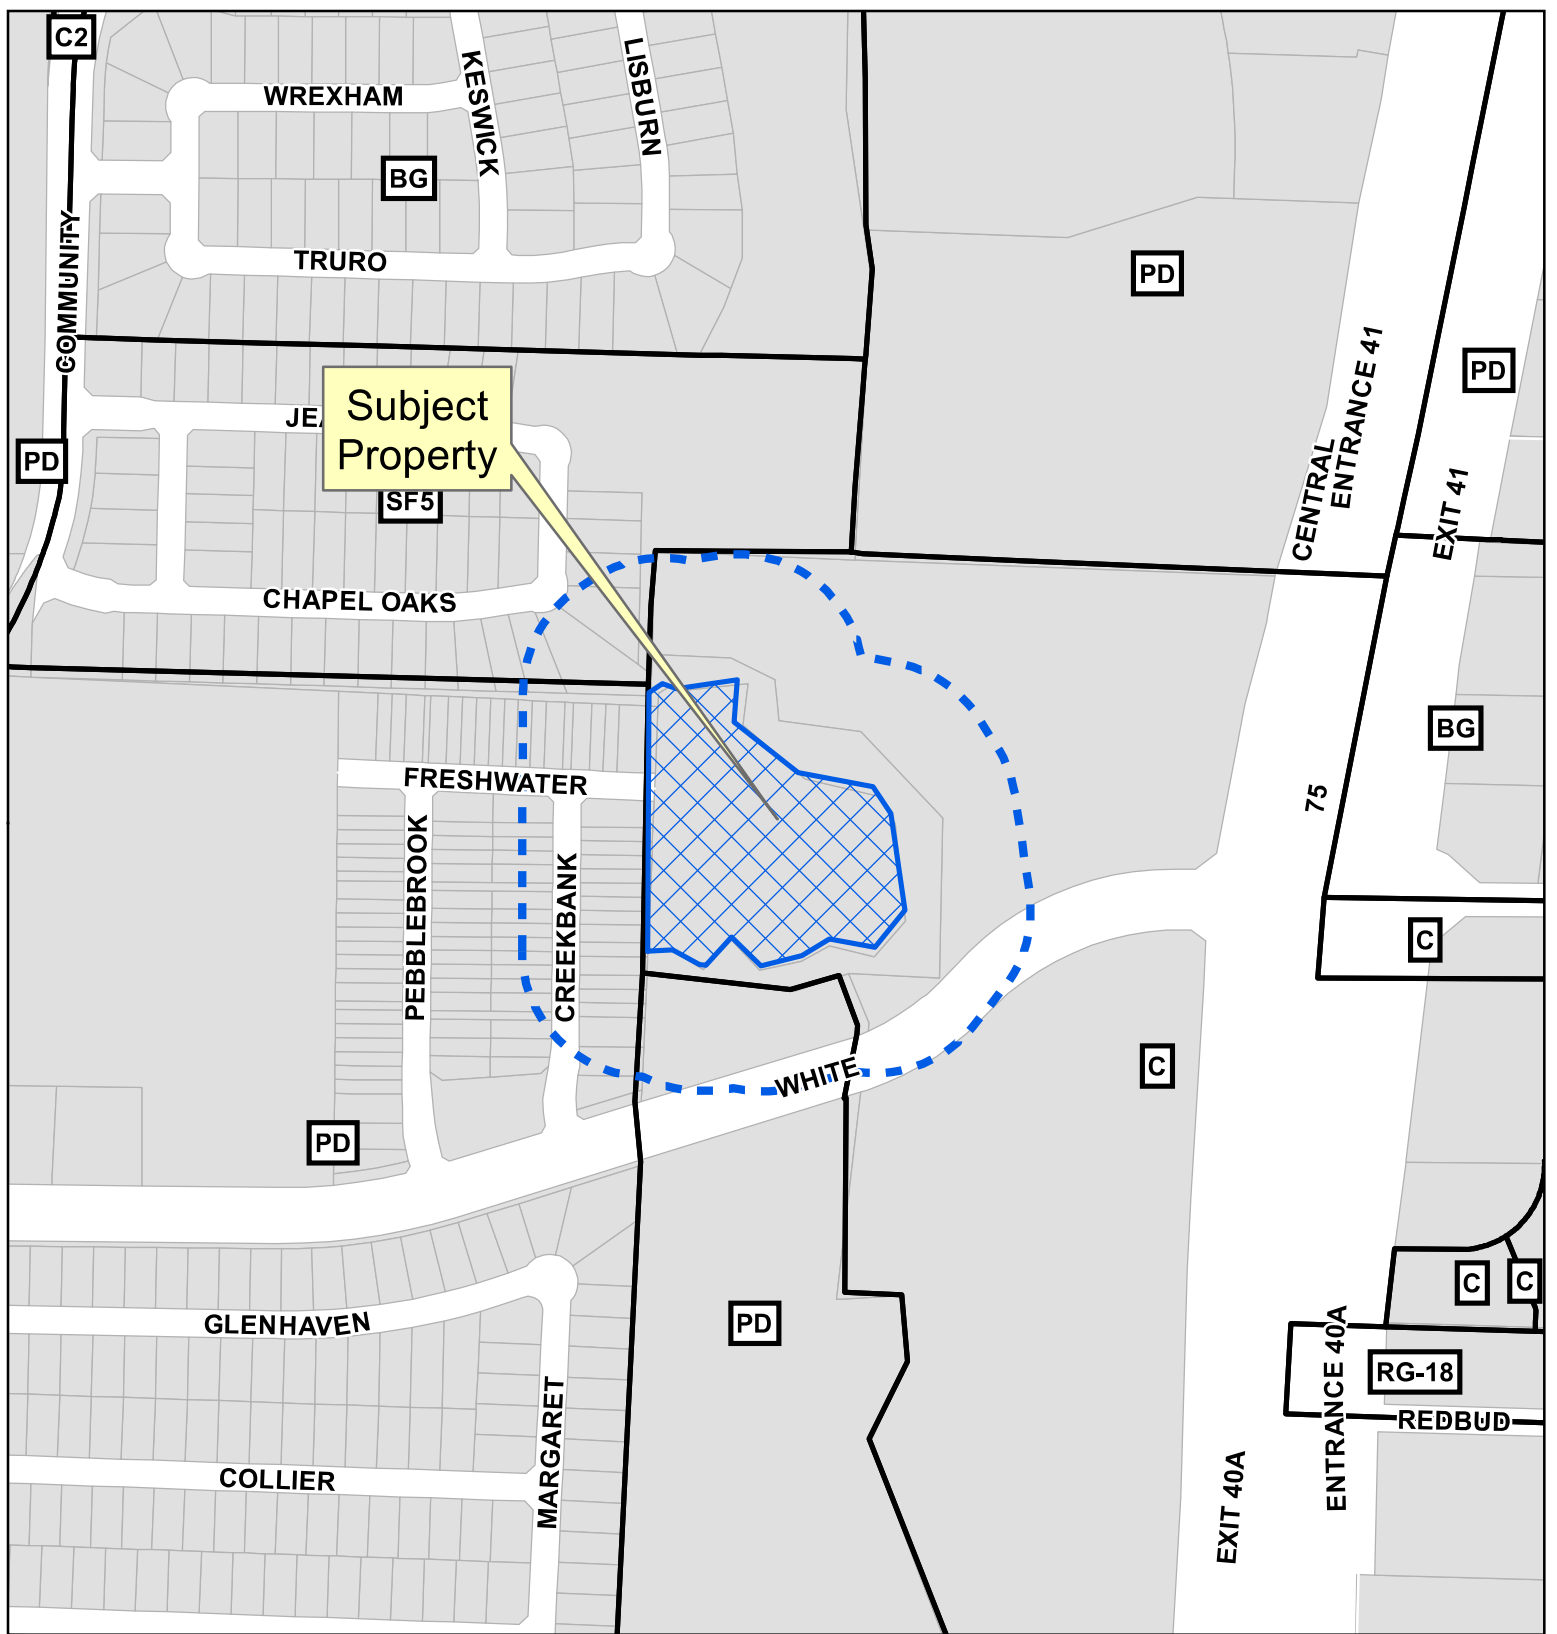 C2
KESWICK
LISBURN
WREXHAM
BG
COMMUNITY
TRURO
PD
PD
CENTRAL
ENTRANCE 41
Subject
Property
JEA
PD
SF5
EXIT 41
CHAPEL OAKS
BG
FRESHWATER
75
PEBBLEBROOK
CREEKBANK
C
WHITE
C
PD
C
C
GLENHAVEN
PD
ENTRANCE 40A
RG-18
REDBUD
MARGARET
COLLIER
EXIT 40A